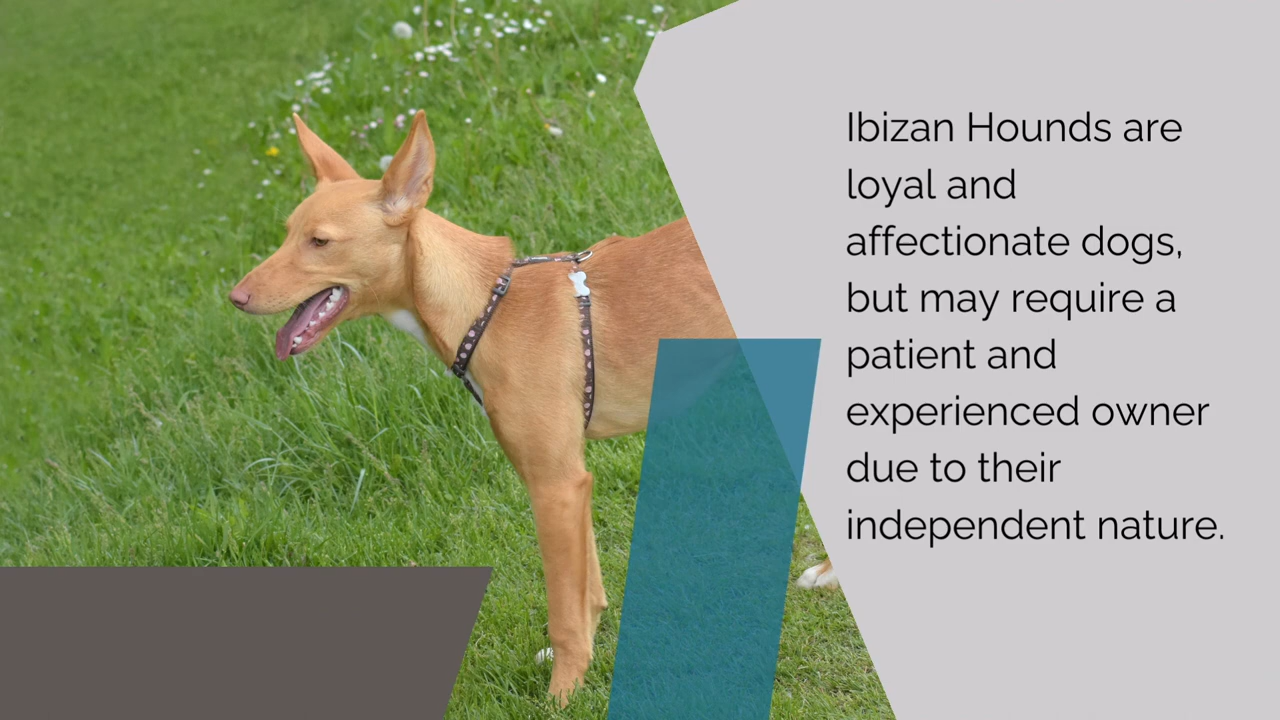 Ibizan Hounds are
loyal and
affectionate dogs,
but may require a
patient and
experienced owner
due to their
independent nature.